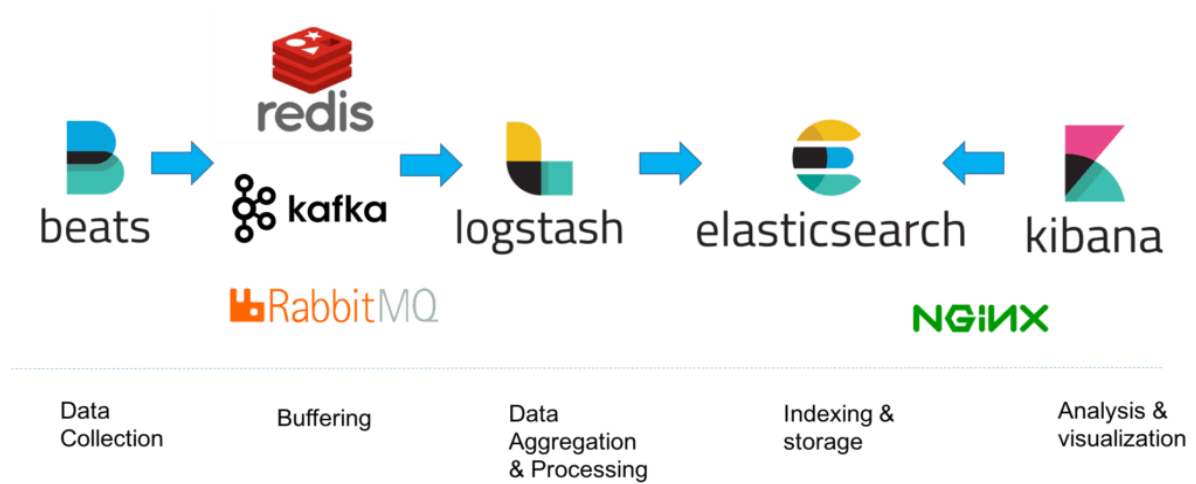 redis
beats
kafka
logstash
elasticsearch
kibana
RabbitMQ
NGiNX
Data
Collection
Buffering
Data
Aggregation
& Processing
Indexing &
storage
Analysis &
visualization